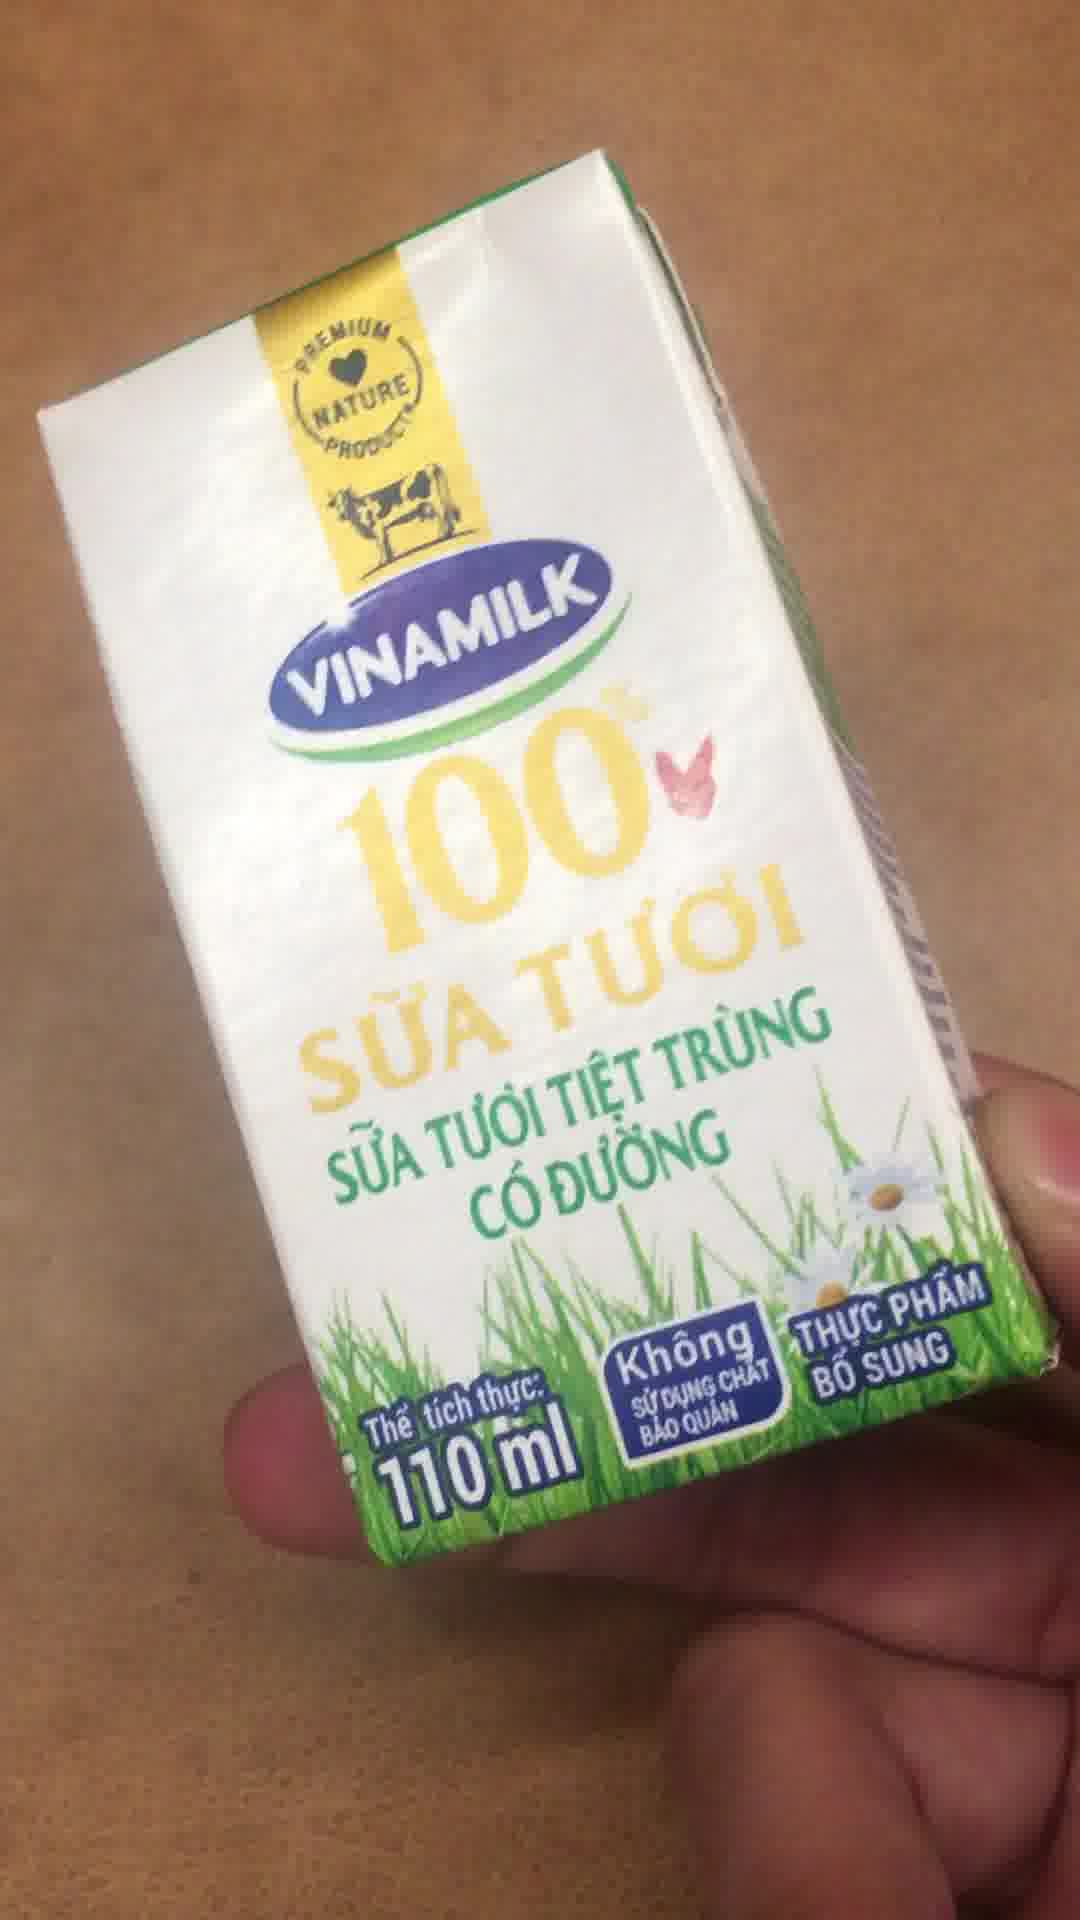 PREMIUM
NATURE
PRODUCT
VINAMILK
100%
SỮA TƯƠI
SỮA TƯƠI TIỆT TRÙNG
CÓ ĐƯỜNG
Thể tích thực:
110 ml
Không
SỬ DỤNG CHẤT
BẢO QUẢN
THỰC PHẨM
BỔ SUNG